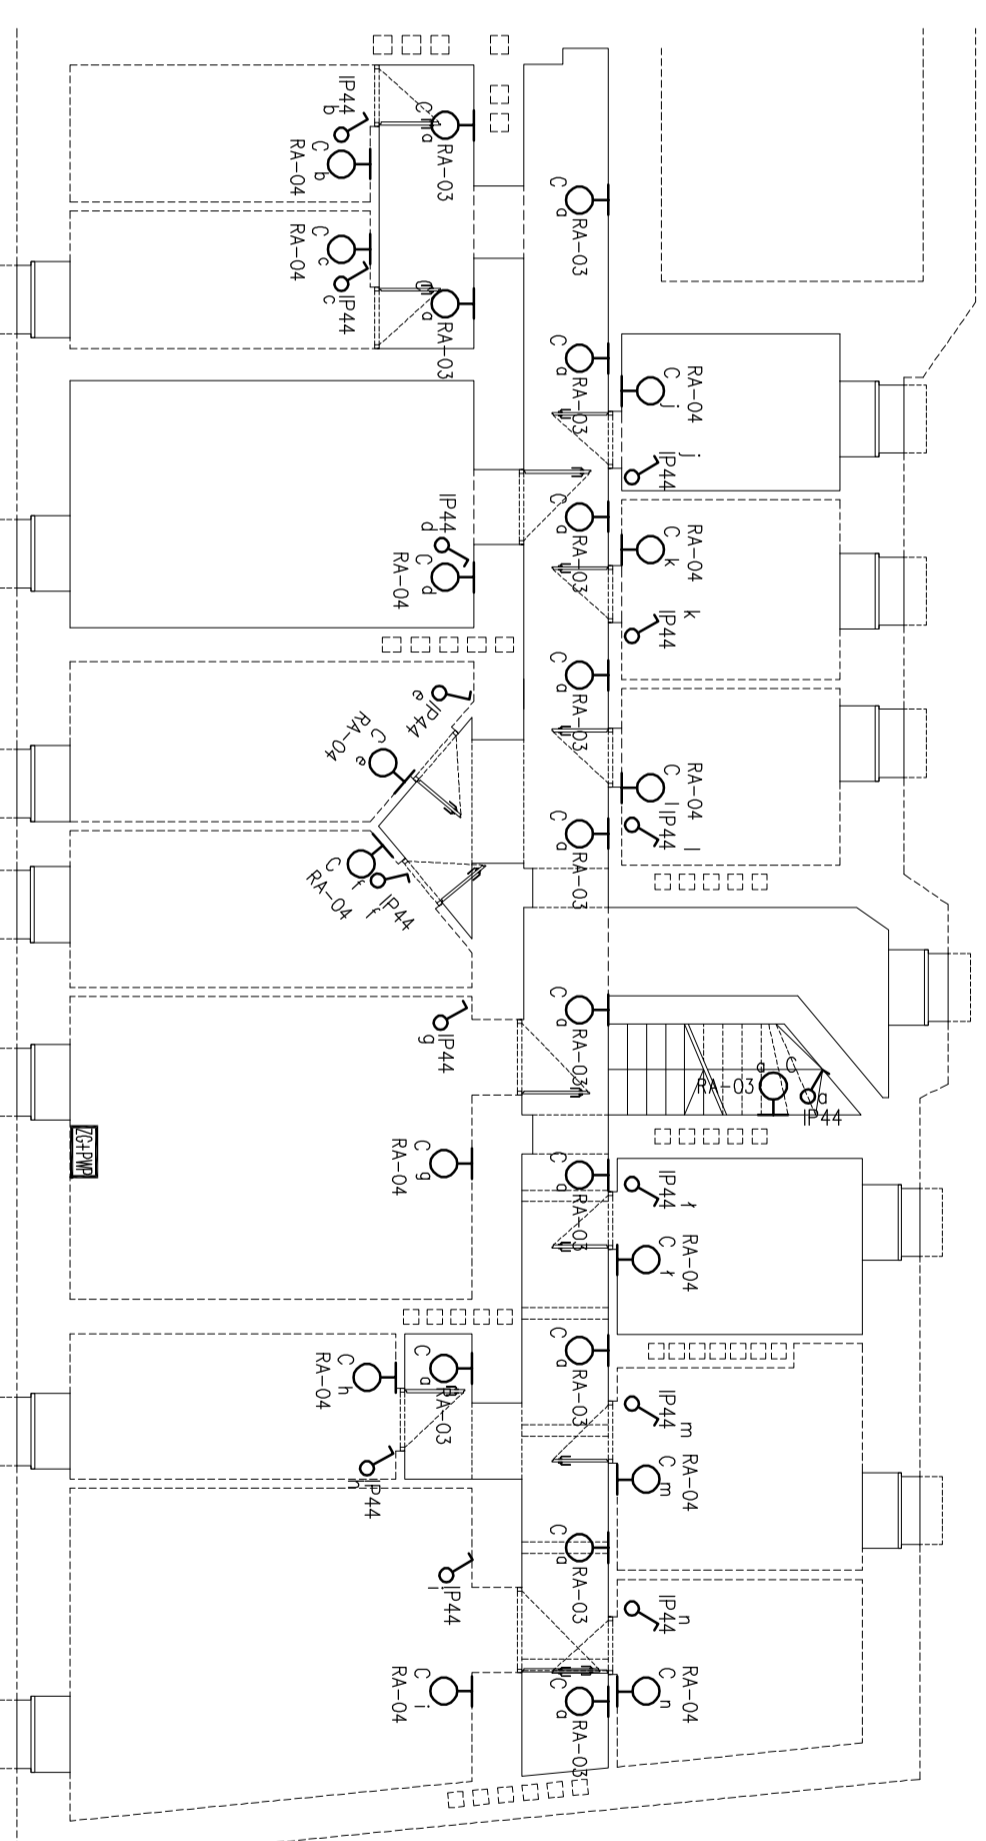 IP44
b
C b
RA-04
C a
RA-03
C a
RA-03
C c
RA-04
IP44
c
a
RA-03
C a
RA-03
RA-04
C j
j
IP44
C a
RA-03
RA-04
C k
k
IP44
IP44
d
C d
RA-04
C a
RA-03
IP44
e
C e
RA-04
RA-04
C l
l
IP44
C a
RA-03
C f
RA-04
IP44
f
C a
RA-03
IP44
g
a C
RA-03
a
IP44
ZG+PWP
C g
RA-04
C a
RA-03
IP44
RA-04
C
C a
RA-03
C a
RA-03
C h
RA-04
IP44
h
m
IP44
RA-04
C m
C a
RA-03
IP44
i
n
IP44
C i
RA-04
C a
RA-03
RA-04
C n